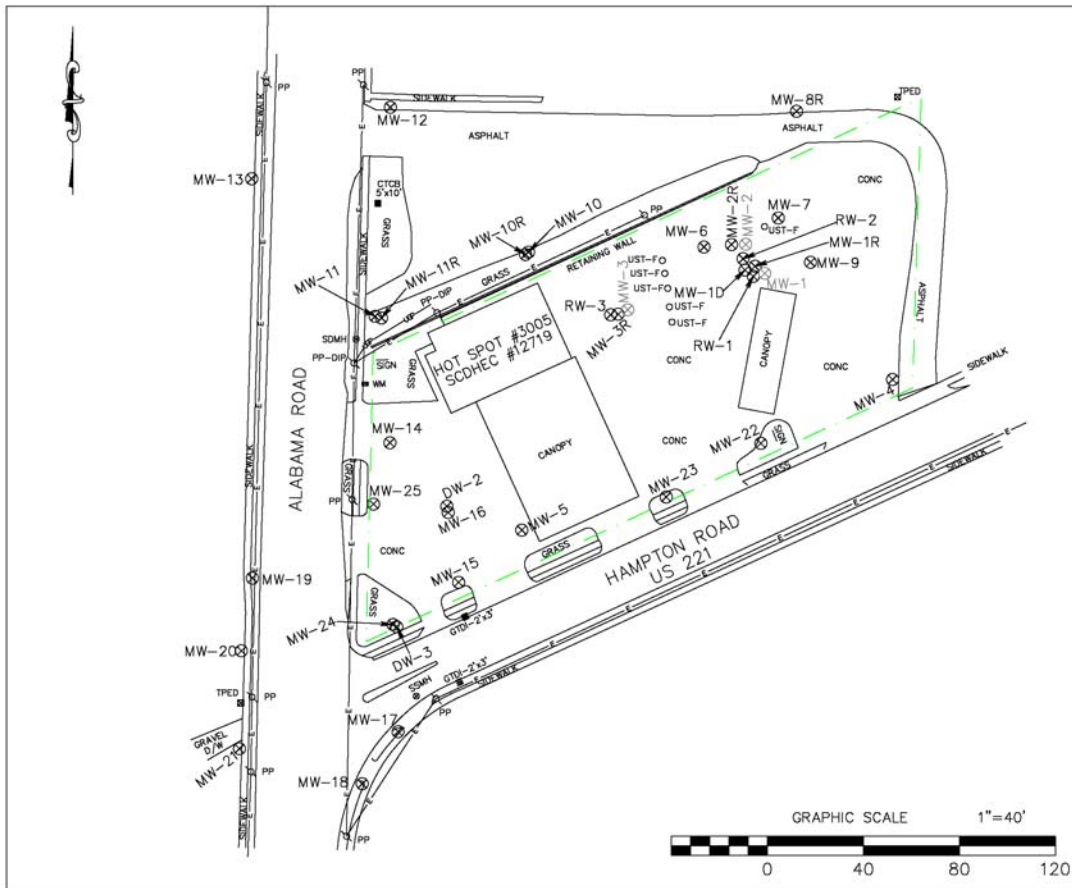 PP
PP
SIDEWALK
TPED
SIDEWALK
MW-12
MW-8R
ASPHALT
ASPHALT
MW-13
CTCB
5'x10'
CONC
GRASS
MW-10
MW-10R
PP
MW-2R
MW-2
MW-7
UST-F
RW-2
MW-6
MW-1R
SIDEWALK
GRASS
RETAINING WALL
UST-F
UST-F
UST-F
MW-3
MW-9
MW-1
MW-1D
MW-11
MW-11R
PP-DIP
RW-3
MW-3R
UST-F
UST-F
RW-1
ASPHALT
SDMH
PP-DIP
HOT SPOT #3005
SCDHEC #12719
CANOPY
CONC
CONC
SIGN
WM
GRASS
SIDEWALK
MW-4
ALABAMA ROAD
MW-14
CANOPY
CONC
MW-22
SIGN
SIDEWALK
GRASS
GRASS
PP
MW-25
DW-2
MW-16
MW-23
SIDEWALK
MW-5
CONC
GRASS
HAMPTON ROAD
US 221
MW-19
MW-15
GRASS
GTDI-2'x3'
MW-24
DW-3
MW-20
GTDI-2'x3'
SIDEWALK
SSMH
TPED
PP
PP
MW-17
GRAVEL
D/W
MW-21
PP
MW-18
SIDEWALK
PP
GRAPHIC SCALE 1"=40'
0 40 80 120